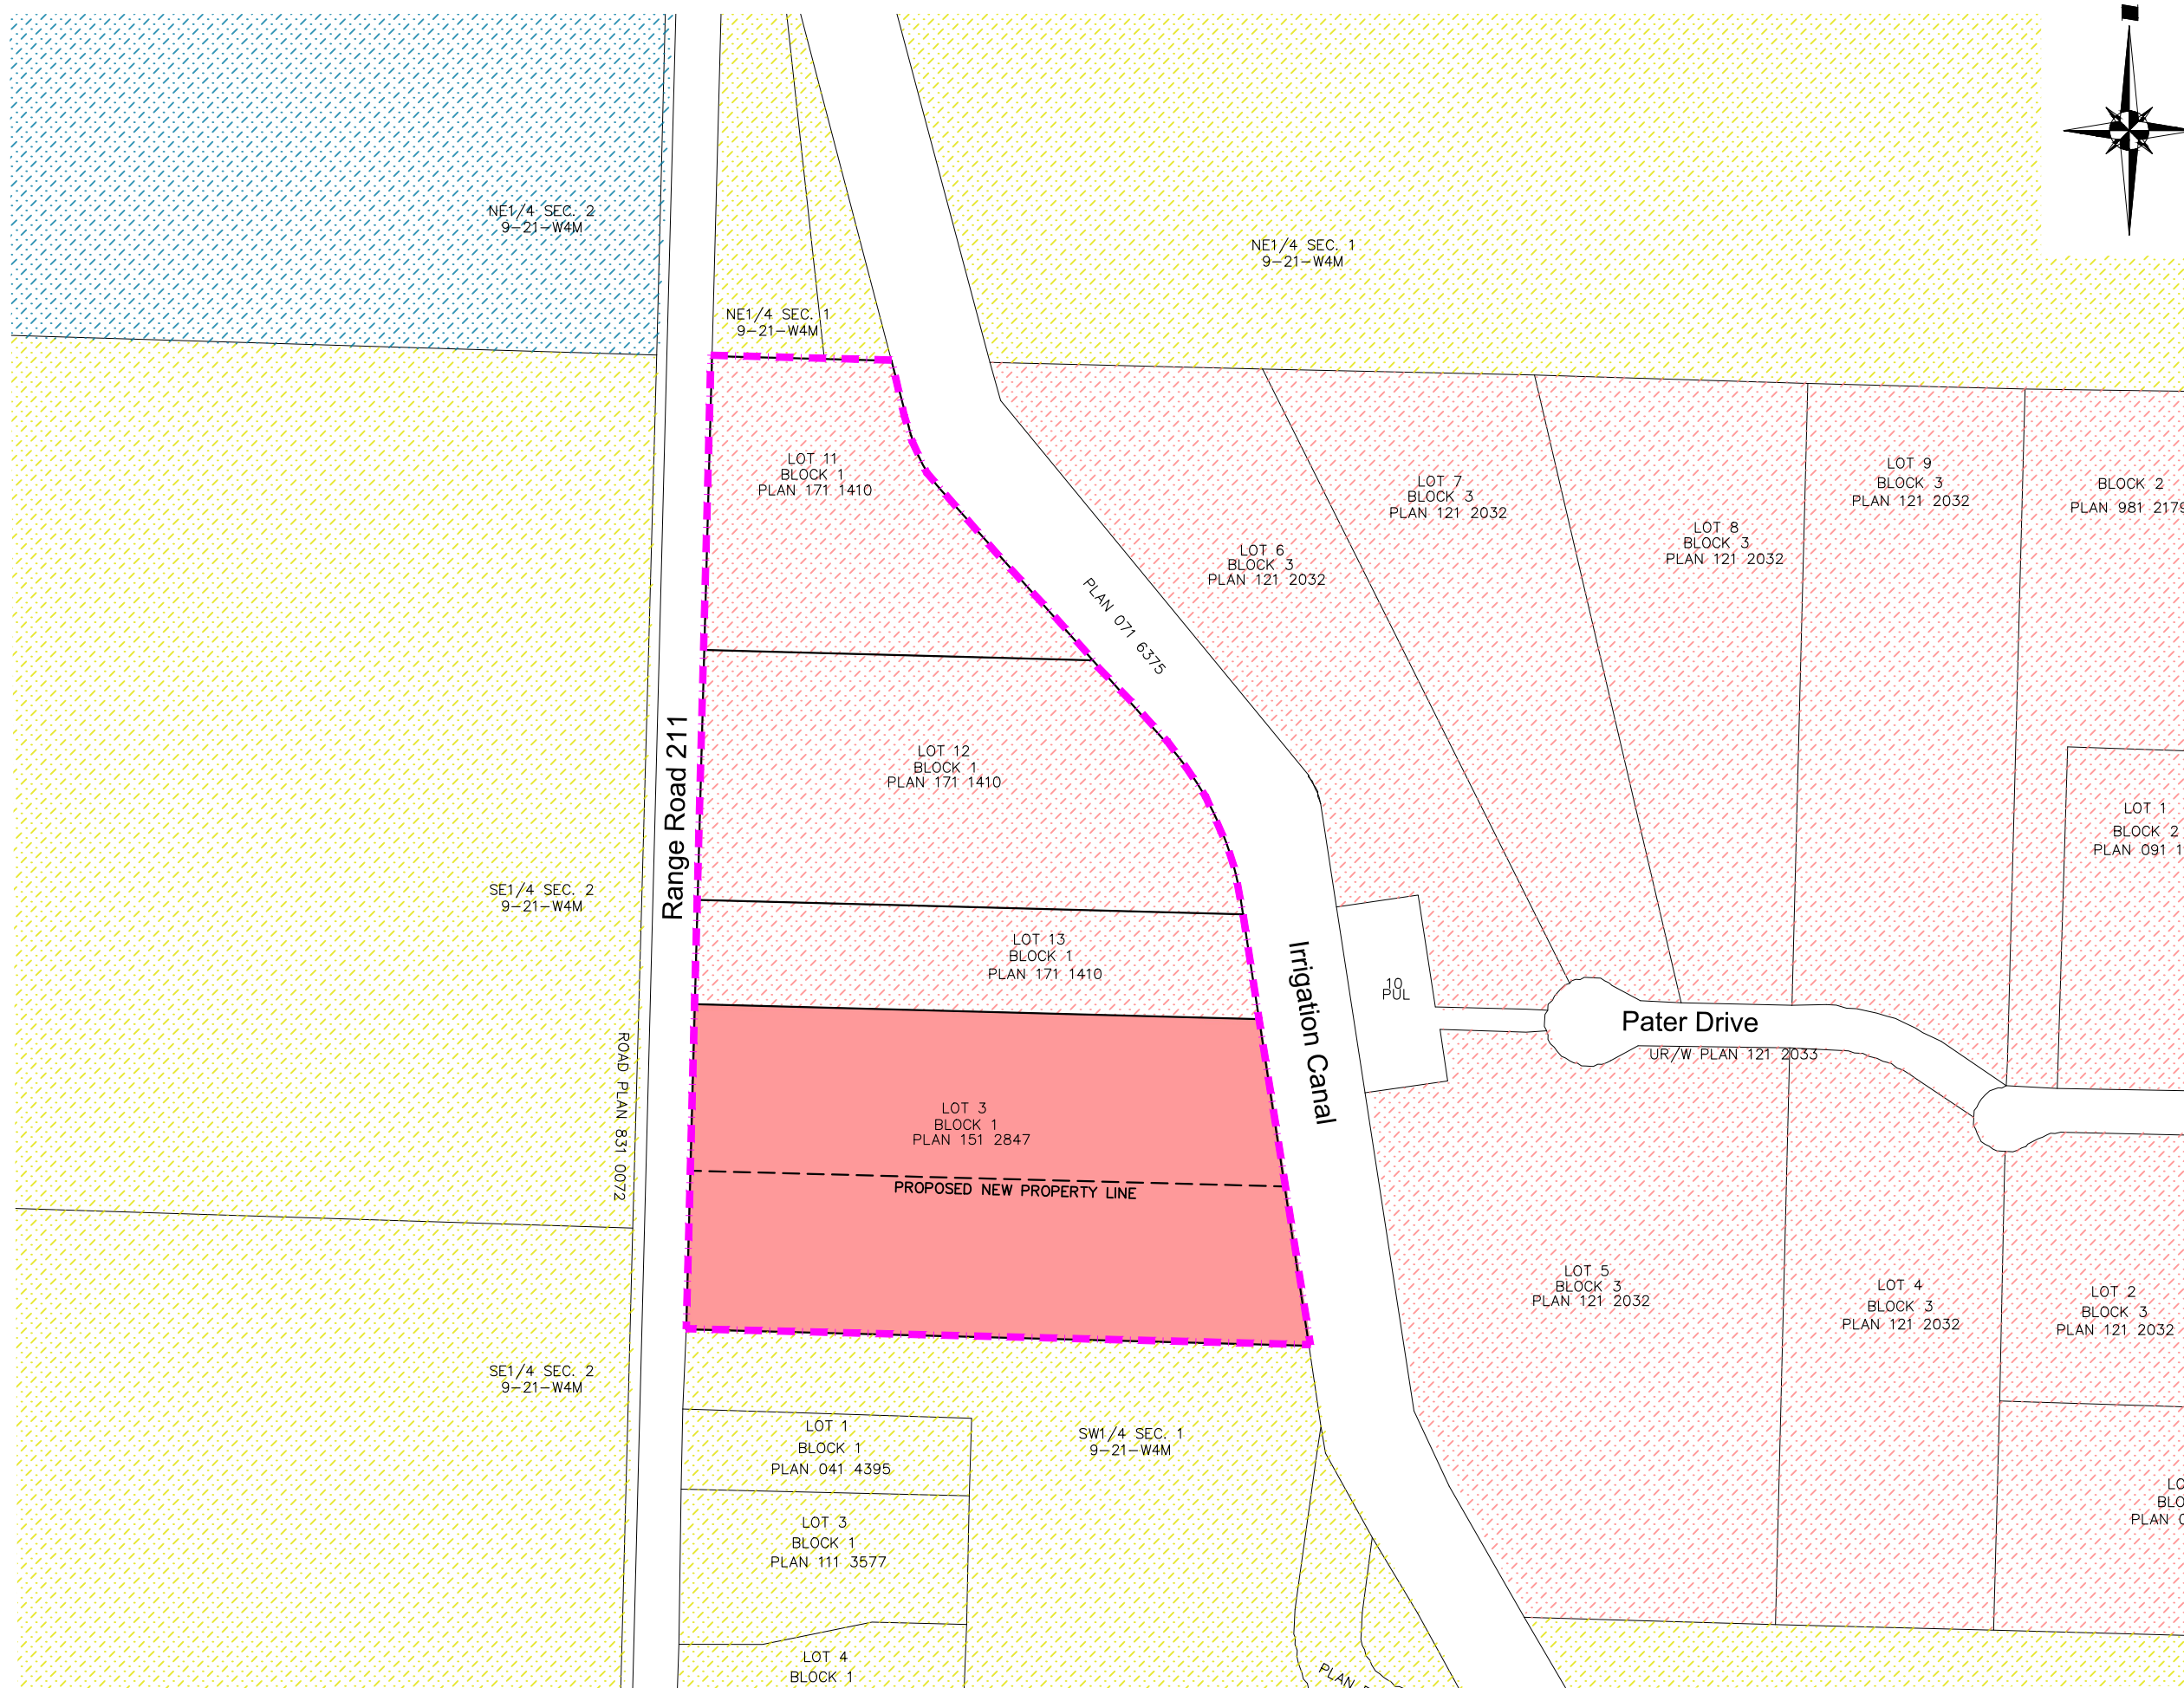 NE1/4 SEC. 2
9-21-W4M
NE1/4 SEC. 1
9-21-W4M
NE1/4 SEC. 1
9-21-W4M
LOT 11
BLOCK 1
PLAN 171 1410
LOT 6
BLOCK 3
PLAN 121 2032
LOT 7
BLOCK 3
PLAN 121 2032
LOT 8
BLOCK 3
PLAN 121 2032
LOT 9
BLOCK 3
PLAN 121 2032
BLOCK 2
PLAN 981 2179
PLAN 071 6375
LOT 12
BLOCK 1
PLAN 171 1410
Range Road 211
LOT 1
BLOCK 2
PLAN 091 1
SE1/4 SEC. 2
9-21-W4M
LOT 13
BLOCK 1
PLAN 171 1410
Irrigation Canal
10
PUL
Pater Drive
UR/W PLAN 121 2033
ROAD PLAN 831 0072
LOT 3
BLOCK 1
PLAN 151 2847
PROPOSED NEW PROPERTY LINE
LOT 5
BLOCK 3
PLAN 121 2032
LOT 4
BLOCK 3
PLAN 121 2032
LOT 2
BLOCK 3
PLAN 121 2032
SE1/4 SEC. 2
9-21-W4M
SW1/4 SEC. 1
9-21-W4M
LOT 1
BLOCK 1
PLAN 041 4395
LOT 3
BLOCK 1
PLAN 111 3577
LOT 4
BLOCK 1
PLAN
PLAN